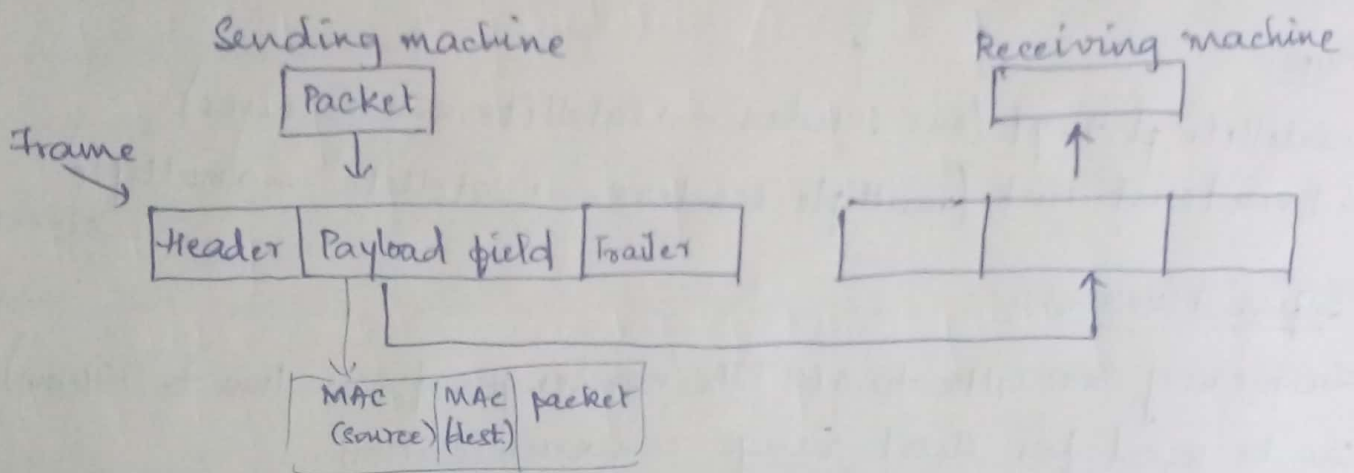 Sending machine
Receiving machine
Packet
Frame
Header Payload field Trailer
MAC (source) MAC (dest.) packet